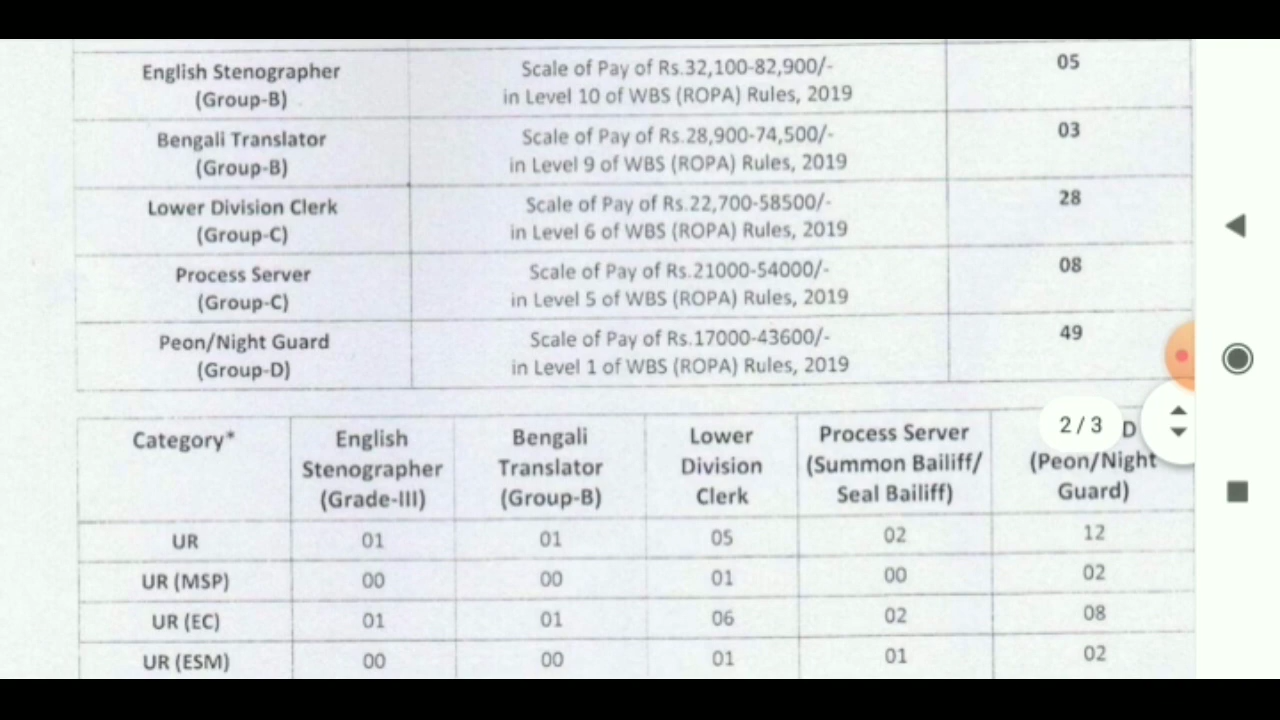 English Stenographer
(Group-B)
Scale of Pay of Rs.32,100-82,900/-
in Level 10 of WBS (ROPA) Rules, 2019
05
Bengali Translator
(Group-B)
Scale of Pay of Rs.28,900-74,500/-
in Level 9 of WBS (ROPA) Rules, 2019
03
Lower Division Clerk
(Group-C)
Scale of Pay of Rs.22,700-58500/-
in Level 6 of WBS (ROPA) Rules, 2019
28
Process Server
(Group-C)
Scale of Pay of Rs.21000-54000/-
in Level 5 of WBS (ROPA) Rules, 2019
08
Peon/Night Guard
(Group-D)
Scale of Pay of Rs.17000-43600/-
in Level 1 of WBS (ROPA) Rules, 2019
49
2/3
Category*
English
Stenographer
(Grade-III)
Bengali
Translator
(Group-B)
Lower
Division
Clerk
Process Server
(Summon Bailiff/
Seal Bailiff)
D
(Peon/Night
Guard)
UR 01 01 05 02 12
UR (MSP) 00 00 01 00 02
UR (EC) 01 01 06 02 08
UR (ESM) 00 00 01 01 02